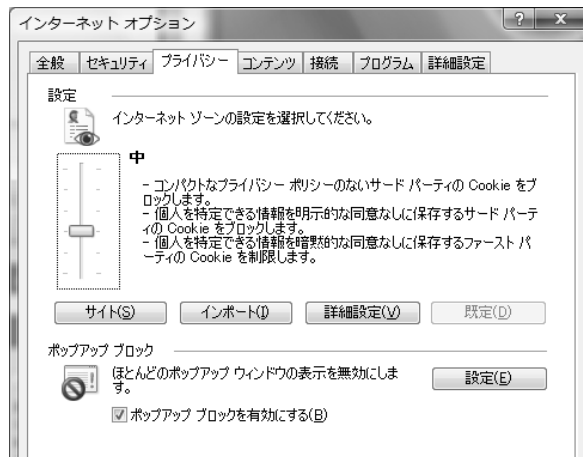 インターネット オプション
全般 セキュリティ プライバシー コンテンツ 接続 プログラム 詳細設定
設定
インターネット ゾーンの設定を選択してください。
中
- コンパクトなプライバシー ポリシーのないサード パーティの Cookie をブ
ロックします。
- 個人を特定できる情報を明示的な同意なしに保存するサード パーテ
ィの Cookie をブロックします。
- 個人を特定できる情報を暗黙的な同意なしに保存するファースト パ
ーティの Cookie を制限します。
サイト(S) インポート(I) 詳細設定(V) 既定(D)
ポップアップ ブロック
ほとんどのポップアップ ウィンドウの表示を無効にしま
す。
設定(E)
ポップアップ ブロックを有効にする(B)